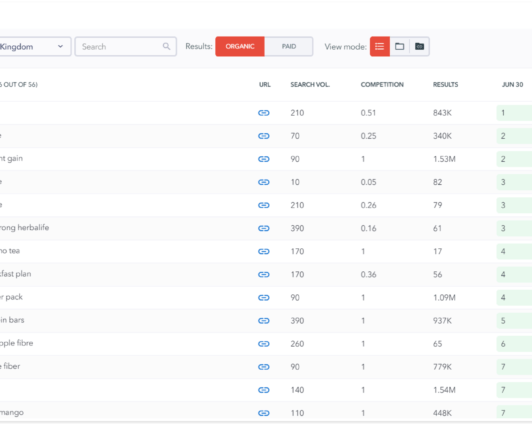 Kingdom Search Results: ORGANIC PAID View mode:
OUT OF 56) URL SEARCH VOL. COMPETITION RESULTS JUN 30
210 0.51 843K 1
70 0.25 340K 2
gain 90 1 1.53M 2
10 0.05 82 3
210 0.26 79 3
rong herbalife 390 0.16 61 3
no tea 170 1 17 4
fast plan 170 0.36 56 4
r pack 90 1 1.09M 4
in bars 390 1 937K 5
pple fibre 260 1 65 6
e fiber 90 1 779K 7
140 1 1.54M 7
mango 110 1 448K 7